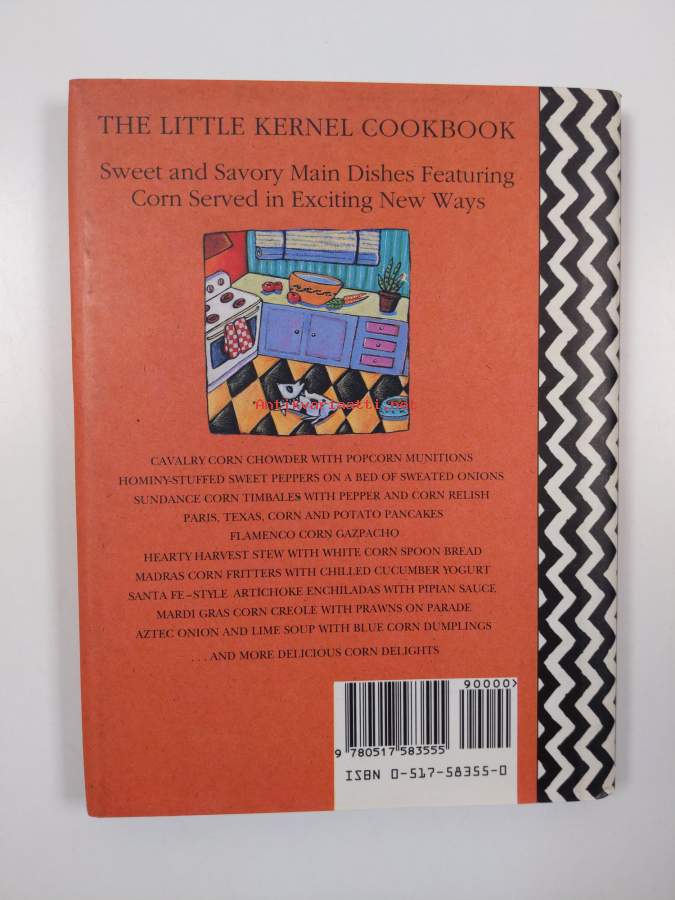 THE LITTLE KERNEL COOKBOOK
Sweet and Savory Main Dishes Featuring
Corn Served in Exciting New Ways
Antikvariaatti.net
CAVALRY CORN CHOWDER WITH POPCORN MUNITIONS
HOMINY-STUFFED SWEET PEPPERS ON A BED OF SWEATED ONIONS
SUNDANCE CORN TIMBALES WITH PEPPER AND CORN RELISH
PARIS, TEXAS, CORN AND POTATO PANCAKES
FLAMENCO CORN GAZPACHO
HEARTY HARVEST STEW WITH WHITE CORN SPOON BREAD
MADRAS CORN FRITTERS WITH CHILLED CUCUMBER YOGURT
SANTA FE–STYLE ARTICHOKE ENCHILADAS WITH PIPIAN SAUCE
MARDI GRAS CORN CREOLE WITH PRAWNS ON PARADE
AZTEC ONION AND LIME SOUP WITH BLUE CORN DUMPLINGS
. . . AND MORE DELICIOUS CORN DELIGHTS
90000>
9 780517 583555
ISBN 0-517-58355-0